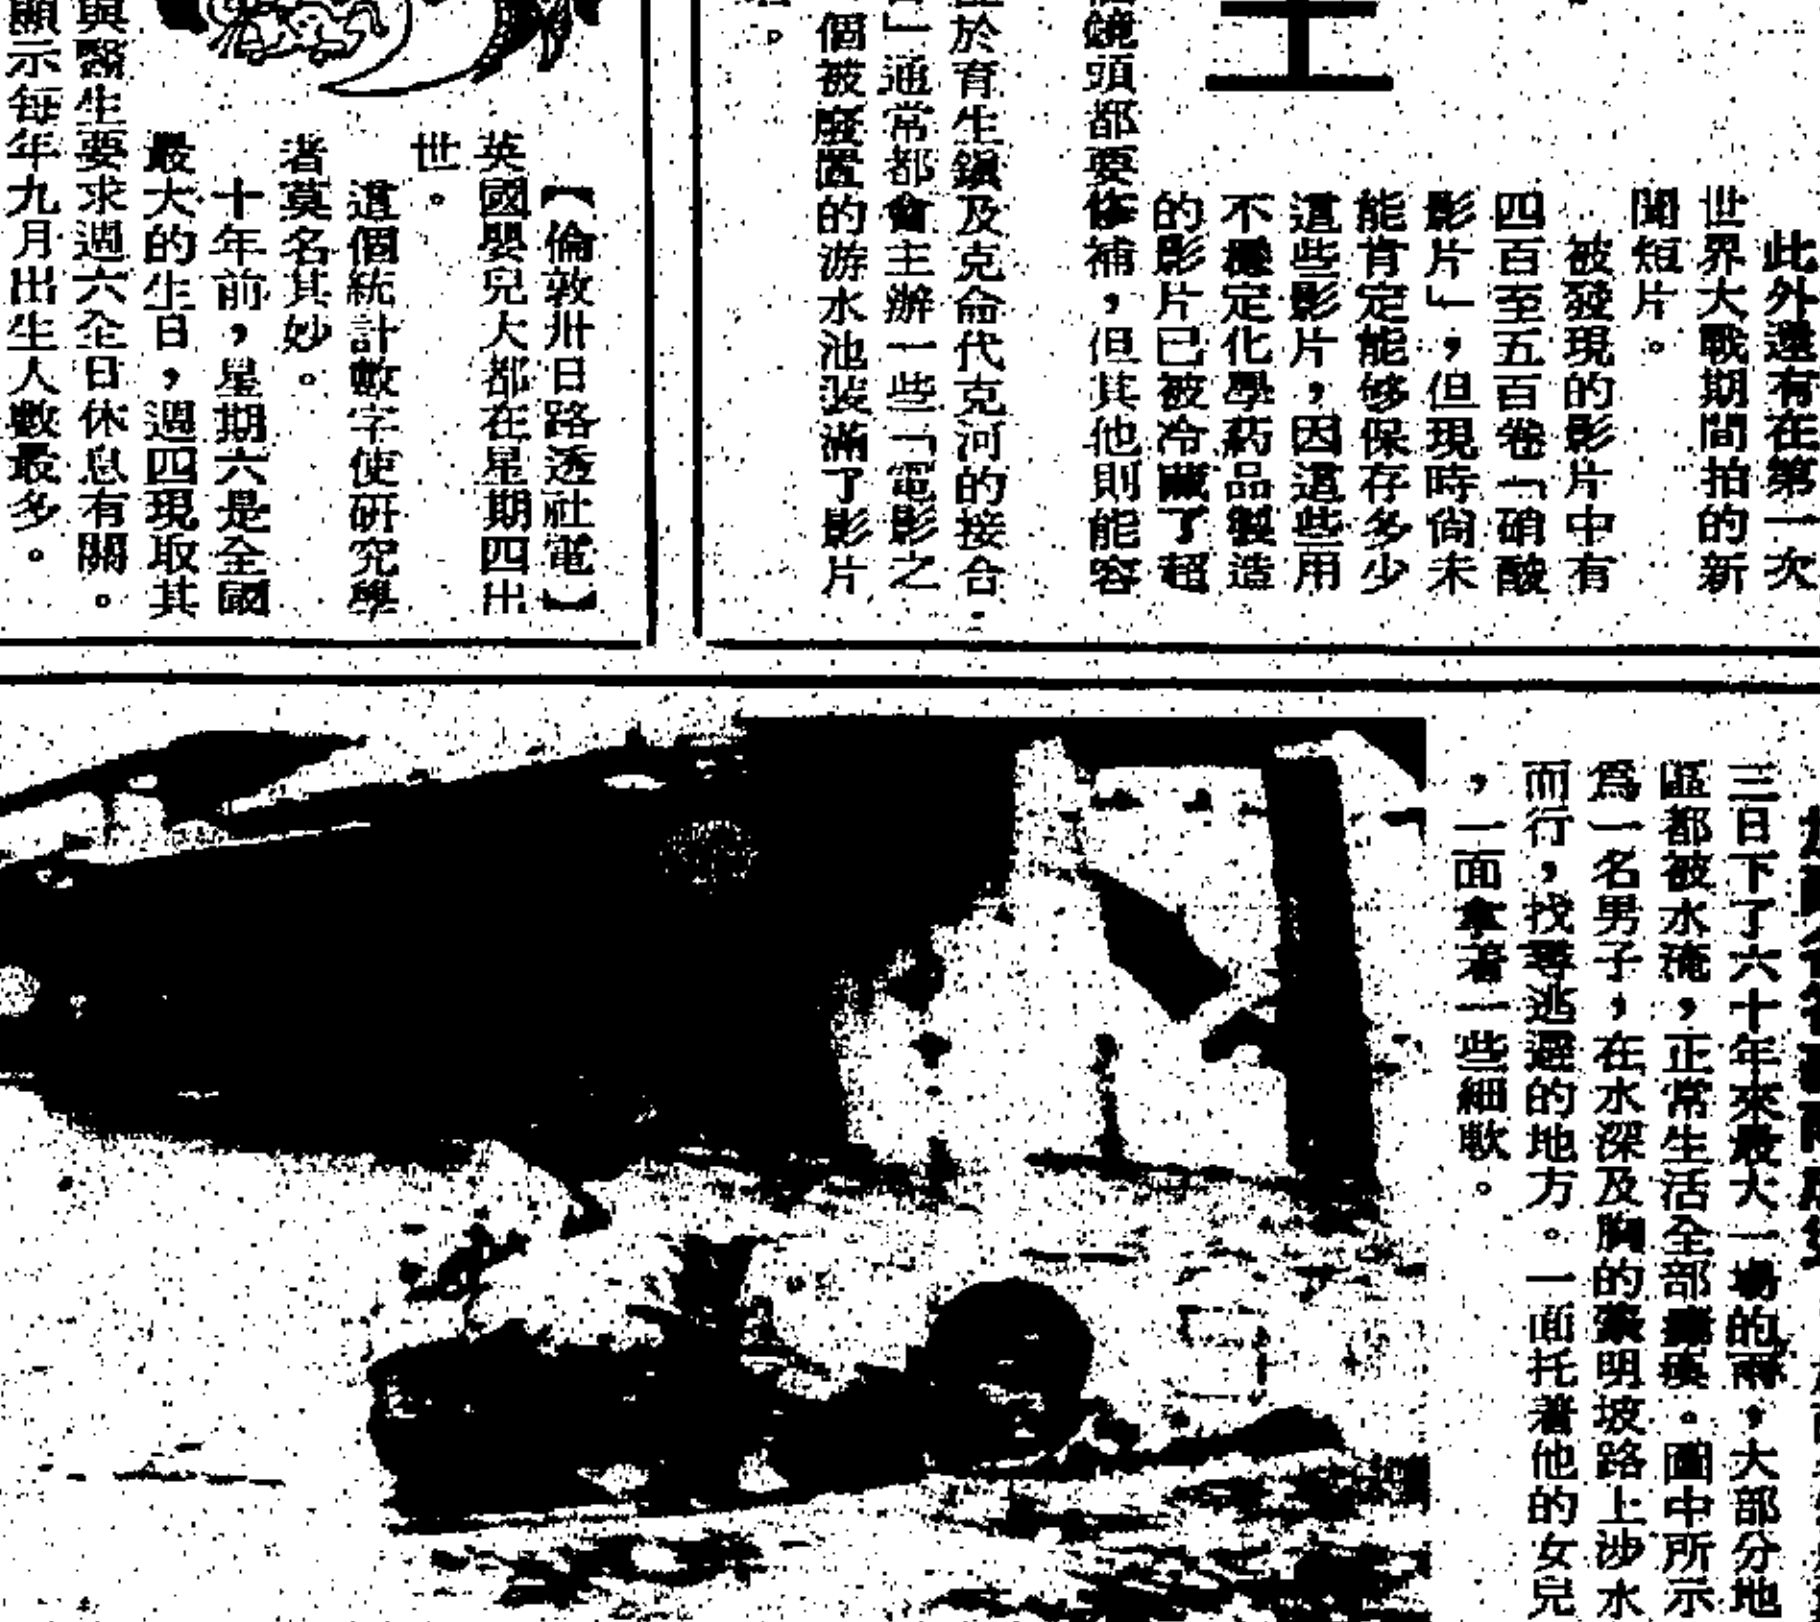 此外還有在第一次
世界大戰期間拍的新
聞短片。
被發現的影片中有
四百至五百卷「硝酸
影片」,但現時尚未
能肯定能够保存多少
這些影片,因這些用
不穩定化學葯品製造
的影片已被冷藏了超
鏡頭都要修補,但其他則能容
於育生鎭及克侖代克河的接合
」通常都會主辦一些「電影之
個被廢置的游水池裝滿了影片
。
【倫敦卅日路透社電】
英國嬰兒大都在星期四出
世。
這個統計數字使研究學
者莫名其妙。
十年前,星期六是全國
最大的生日,週四現取其
與醫生要求週六全日休息有關。
顯示每年九月出生人數最多。
三日下了六十年來最大一場的雨,大部分地
區都被水淹,正常生活全部癱瘓。圖中所示
爲一名男子,在水深及胸的蒙明坡路上涉水
而行,找尋逃避的地方。一面托著他的女兒
,一面拿著一些細軟。